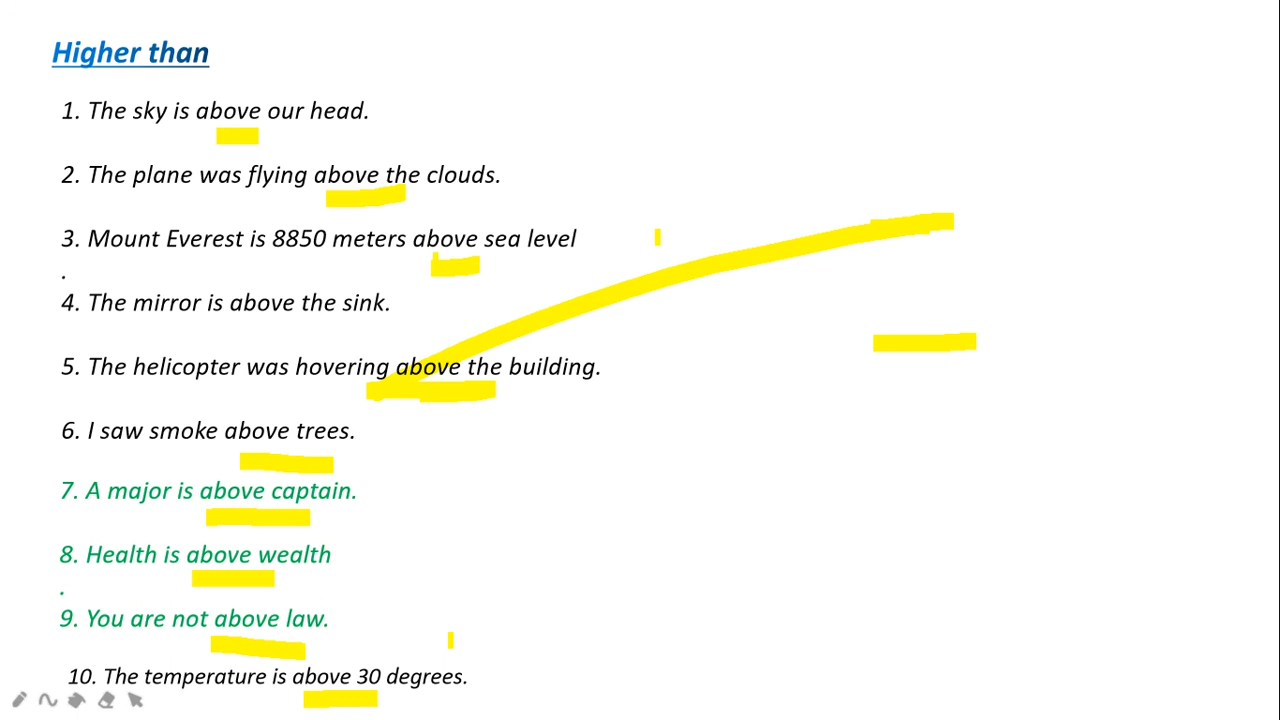 Higher than
1. The sky is above our head.
2. The plane was flying above the clouds.
3. Mount Everest is 8850 meters above sea level
.
4. The mirror is above the sink.
5. The helicopter was hovering above the building.
6. I saw smoke above trees.
7. A major is above captain.
8. Health is above wealth
.
9. You are not above law.
10. The temperature is above 30 degrees.